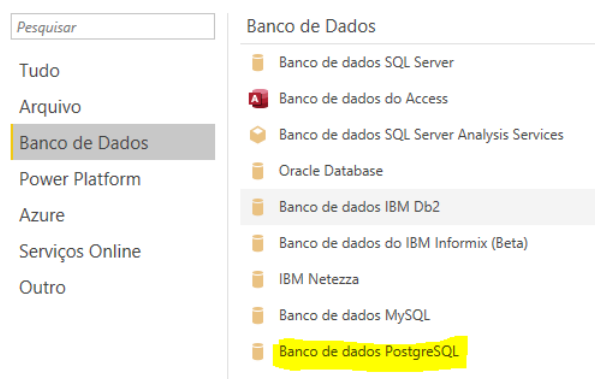 Pesquisar
Tudo
Arquivo
Banco de Dados
Power Platform
Azure
Serviços Online
Outro
Banco de Dados
Banco de dados SQL Server
A
Banco de dados do Access
Banco de dados SQL Server Analysis Services
Oracle Database
Banco de dados IBM Db2
Banco de dados do IBM Informix (Beta)
IBM Netezza
Banco de dados MySQL
Banco de dados PostgreSQL